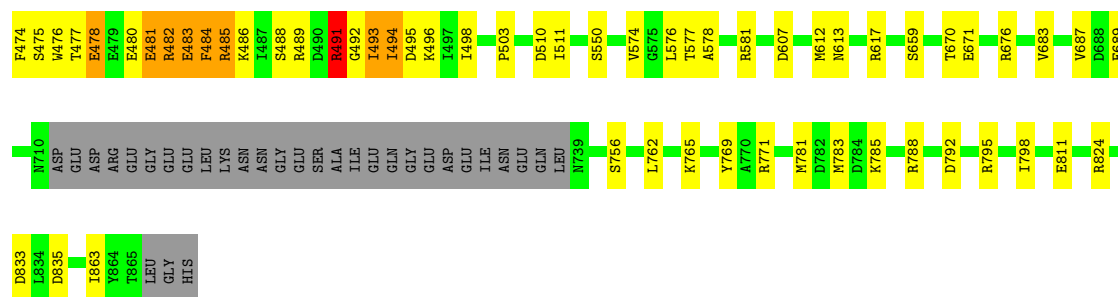 F474 S475 W476 T477 E478 E479 E480 E481 R482 E483 F484 R485 K486 I487 S488 R489 D490 R491 G492 I493 I494 D495 K496 I497 I498 P503 D510 I511 S550 V574 G575 L576 T577 A578 R581 D607 M612 N613 R617 S659 T670 E671 R676 V683 V687 D688 E689
N710 ASP GLU ASP ARG GLU GLY GLU GLU LEU LYS ASN ASN GLY GLU SER ALA ILE GLU GLN GLY GLU ASP GLU ILE ASN GLU GLN LEU N739 S756 L762 K765 Y769 A770 R771 M781 D782 M783 D784 K785 R788 D792 R795 I798 E811 R824
D833 L834 D835 I863 Y864 T865 LEU GLY HIS